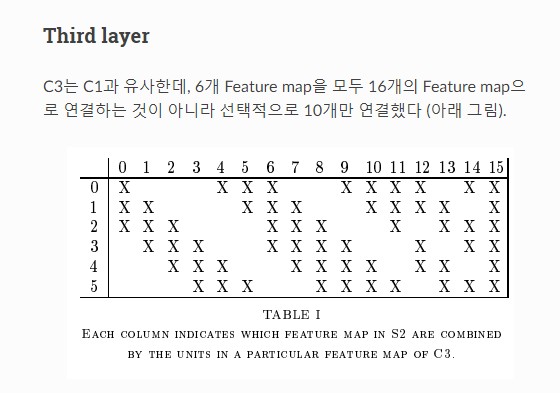 Third layer
C3는 C1과 유사한데, 6개 Feature map을 모두 16개의 Feature map으
로 연결하는 것이 아니라 선택적으로 10개만 연결했다 (아래 그림).
0 1 2 3 4 5 6 7 8 9 10 11 12 13 14 15
0 X X X X X X X X X X
1 X X X X X X X X X X
2 X X X X X X X X X X
3 X X X X X X X X X X
4 X X X X X X X X X X
5 X X X X X X X X X X
TABLE I
EACH COLUMN INDICATES WHICH FEATURE MAP IN S2 ARE COMBINED
BY THE UNITS IN A PARTICULAR FEATURE MAP OF C3.